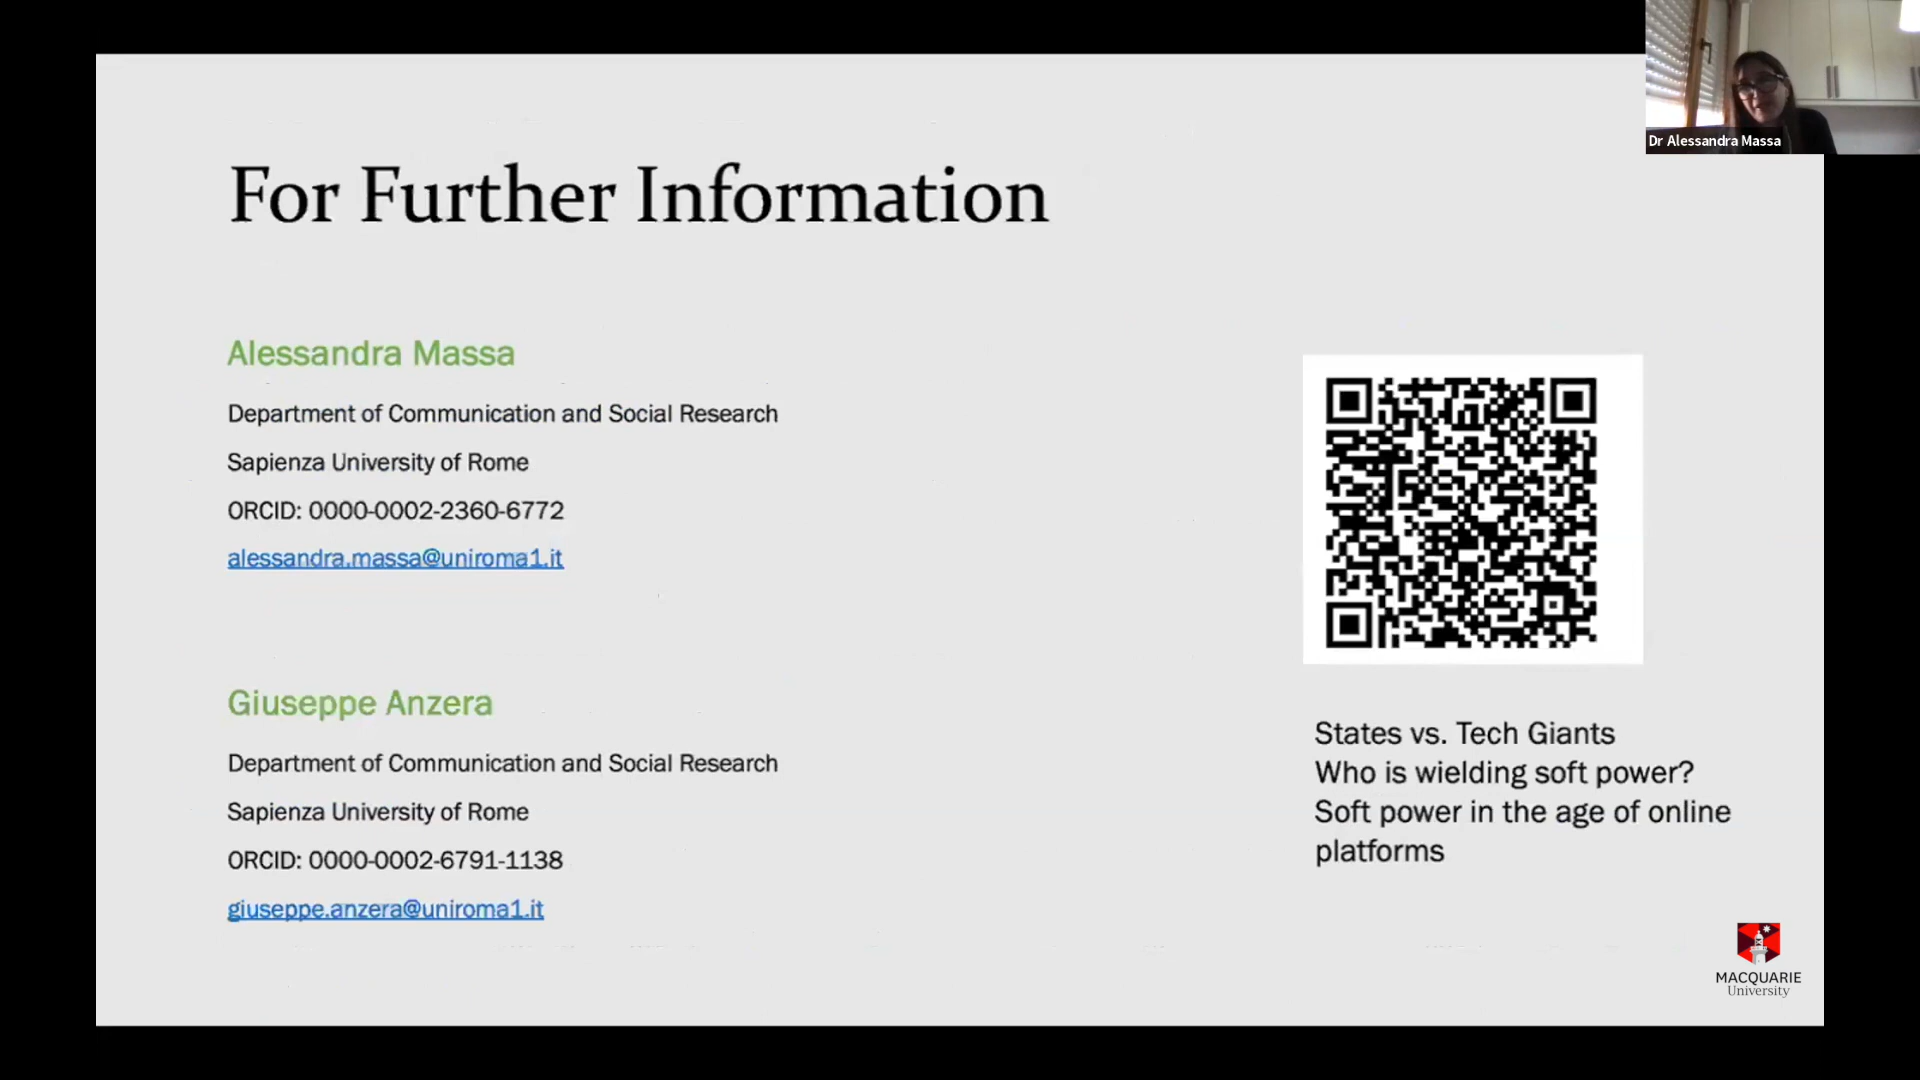 Dr Alessandra Massa
For Further Information
Alessandra Massa
Department of Communication and Social Research
Sapienza University of Rome
ORCID: 0000-0002-2360-6772
alessandra.massa@uniroma1.it
Giuseppe Anzera
Department of Communication and Social Research
Sapienza University of Rome
ORCID: 0000-0002-6791-1138
giuseppe.anzera@uniroma1.it
States vs. Tech Giants
Who is wielding soft power?
Soft power in the age of online
platforms
MACQUARIE
University